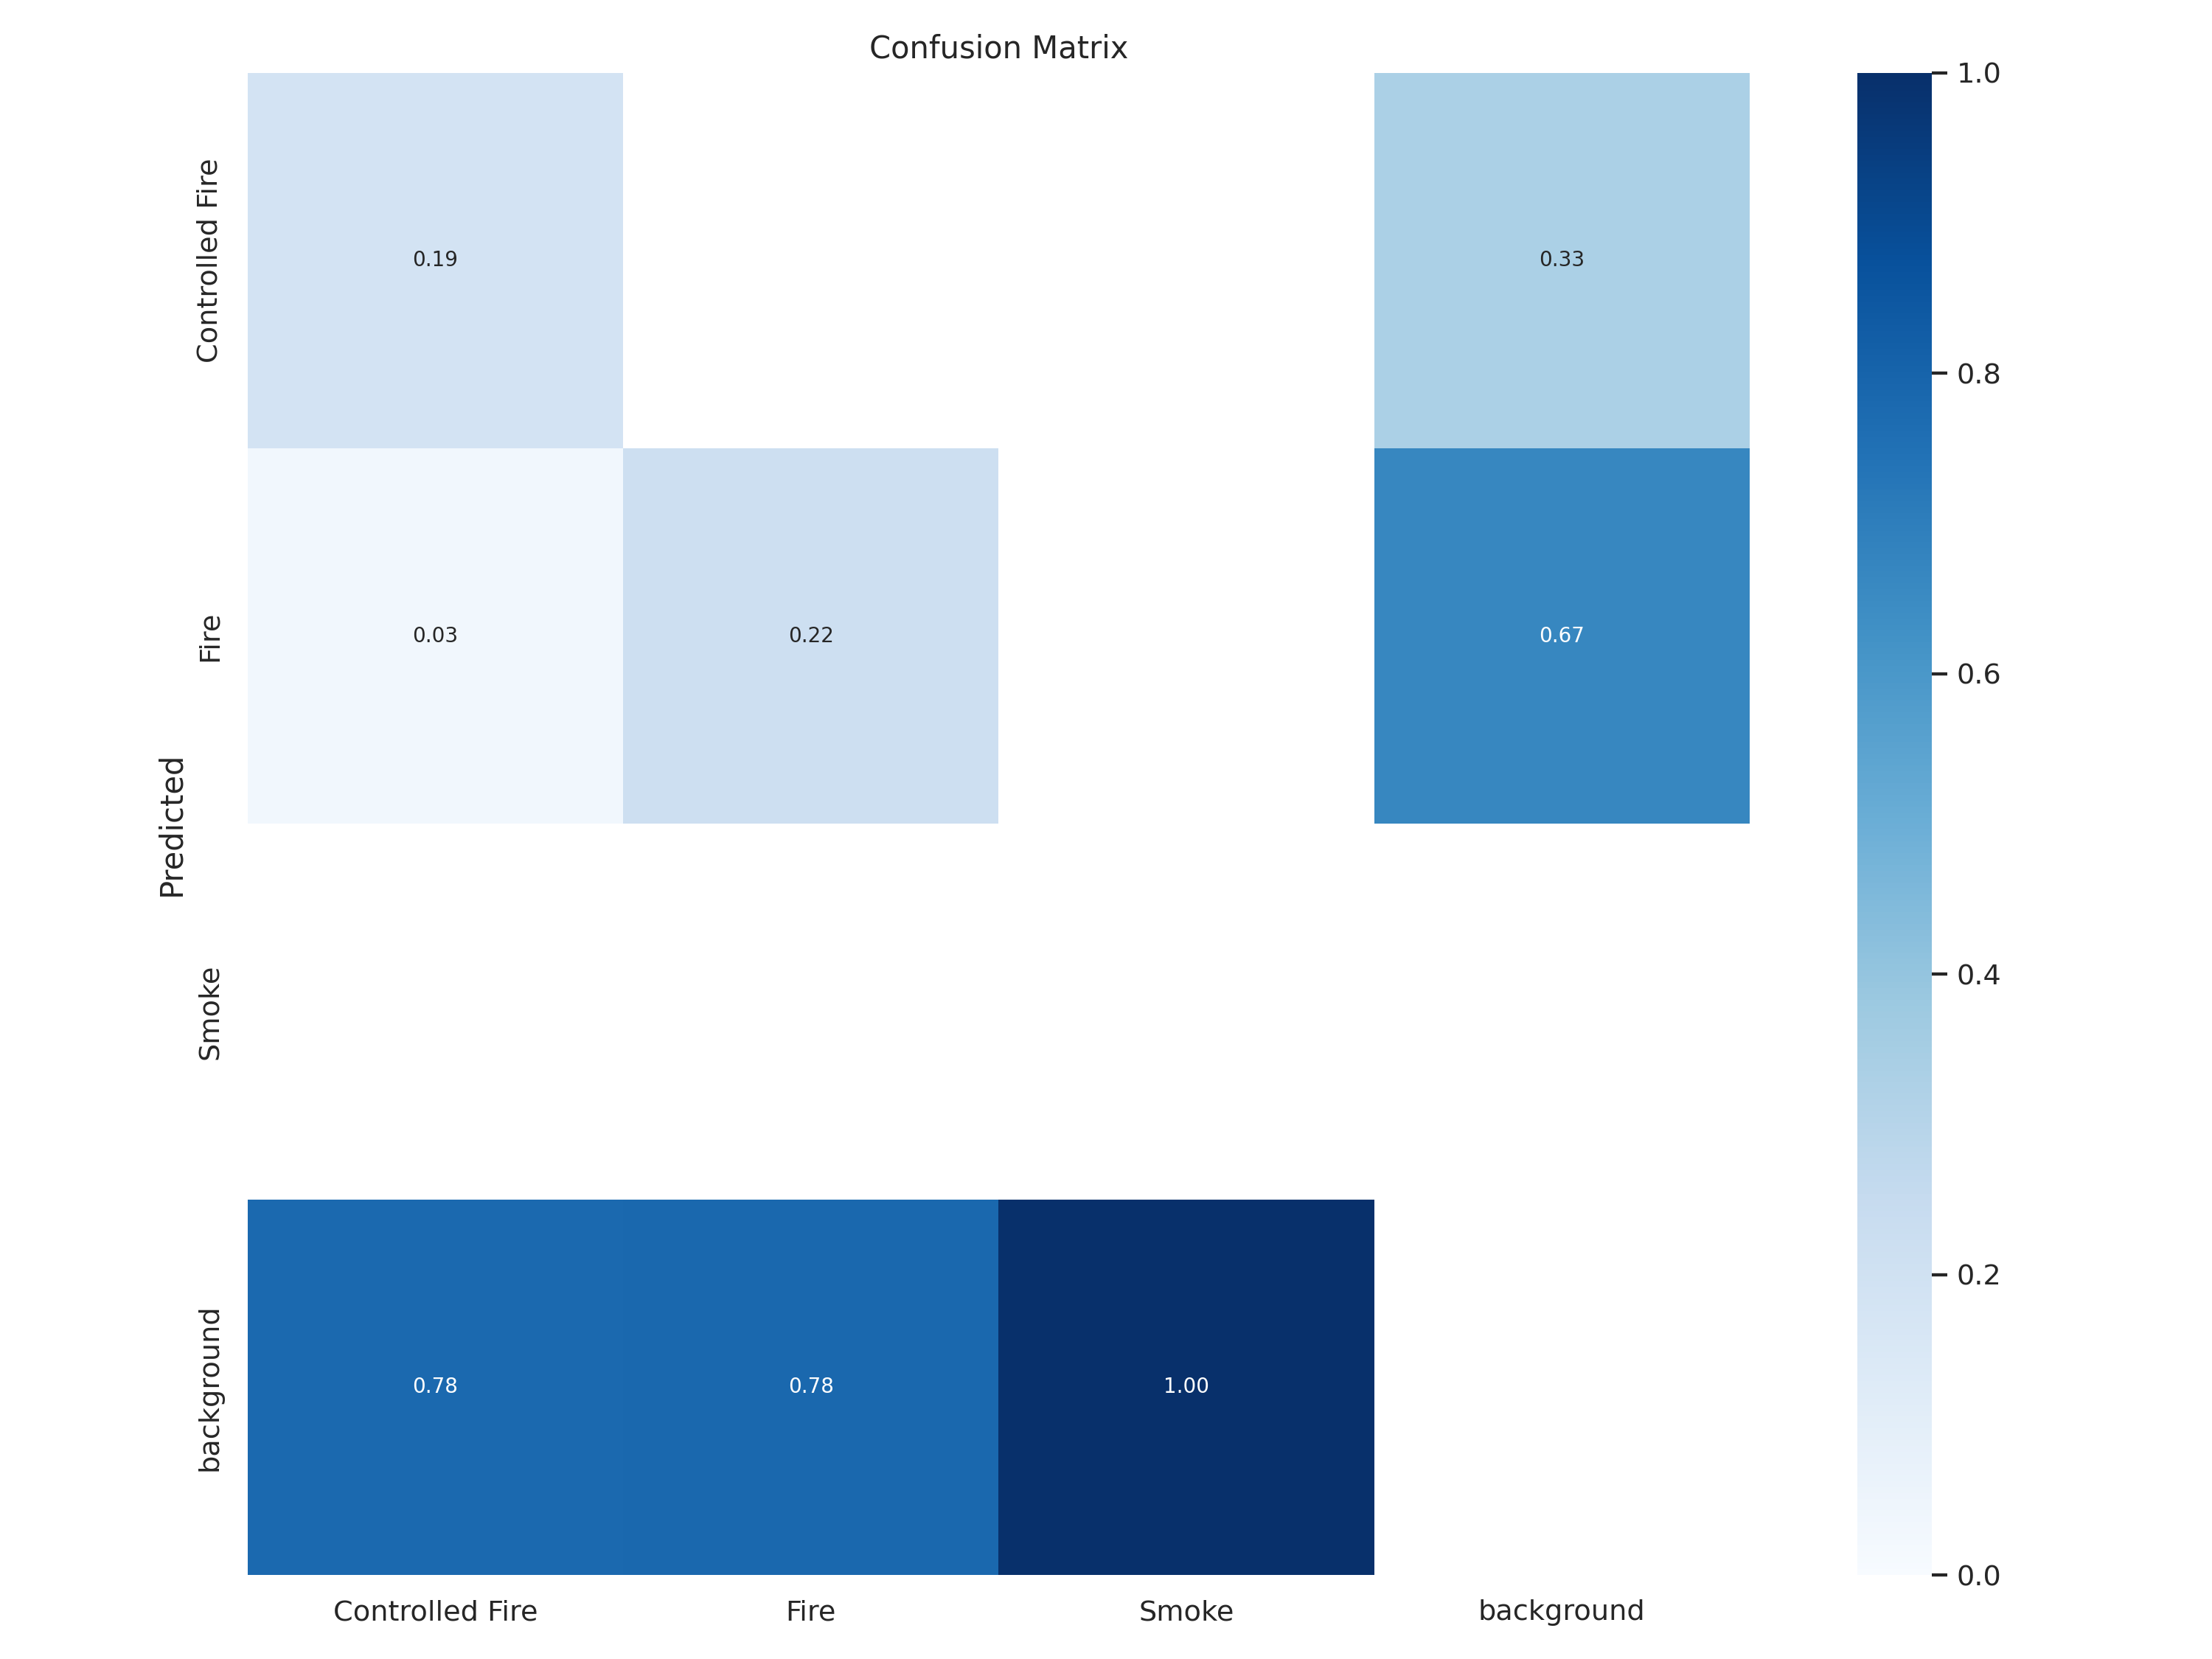 Confusion Matrix
Controlled Fire
Fire
Smoke
background
Predicted
0.19
0.33
0.03
0.22
0.67
0.78
0.78
1.00
Controlled Fire
Fire
Smoke
background
1.0
0.8
0.6
0.4
0.2
0.0